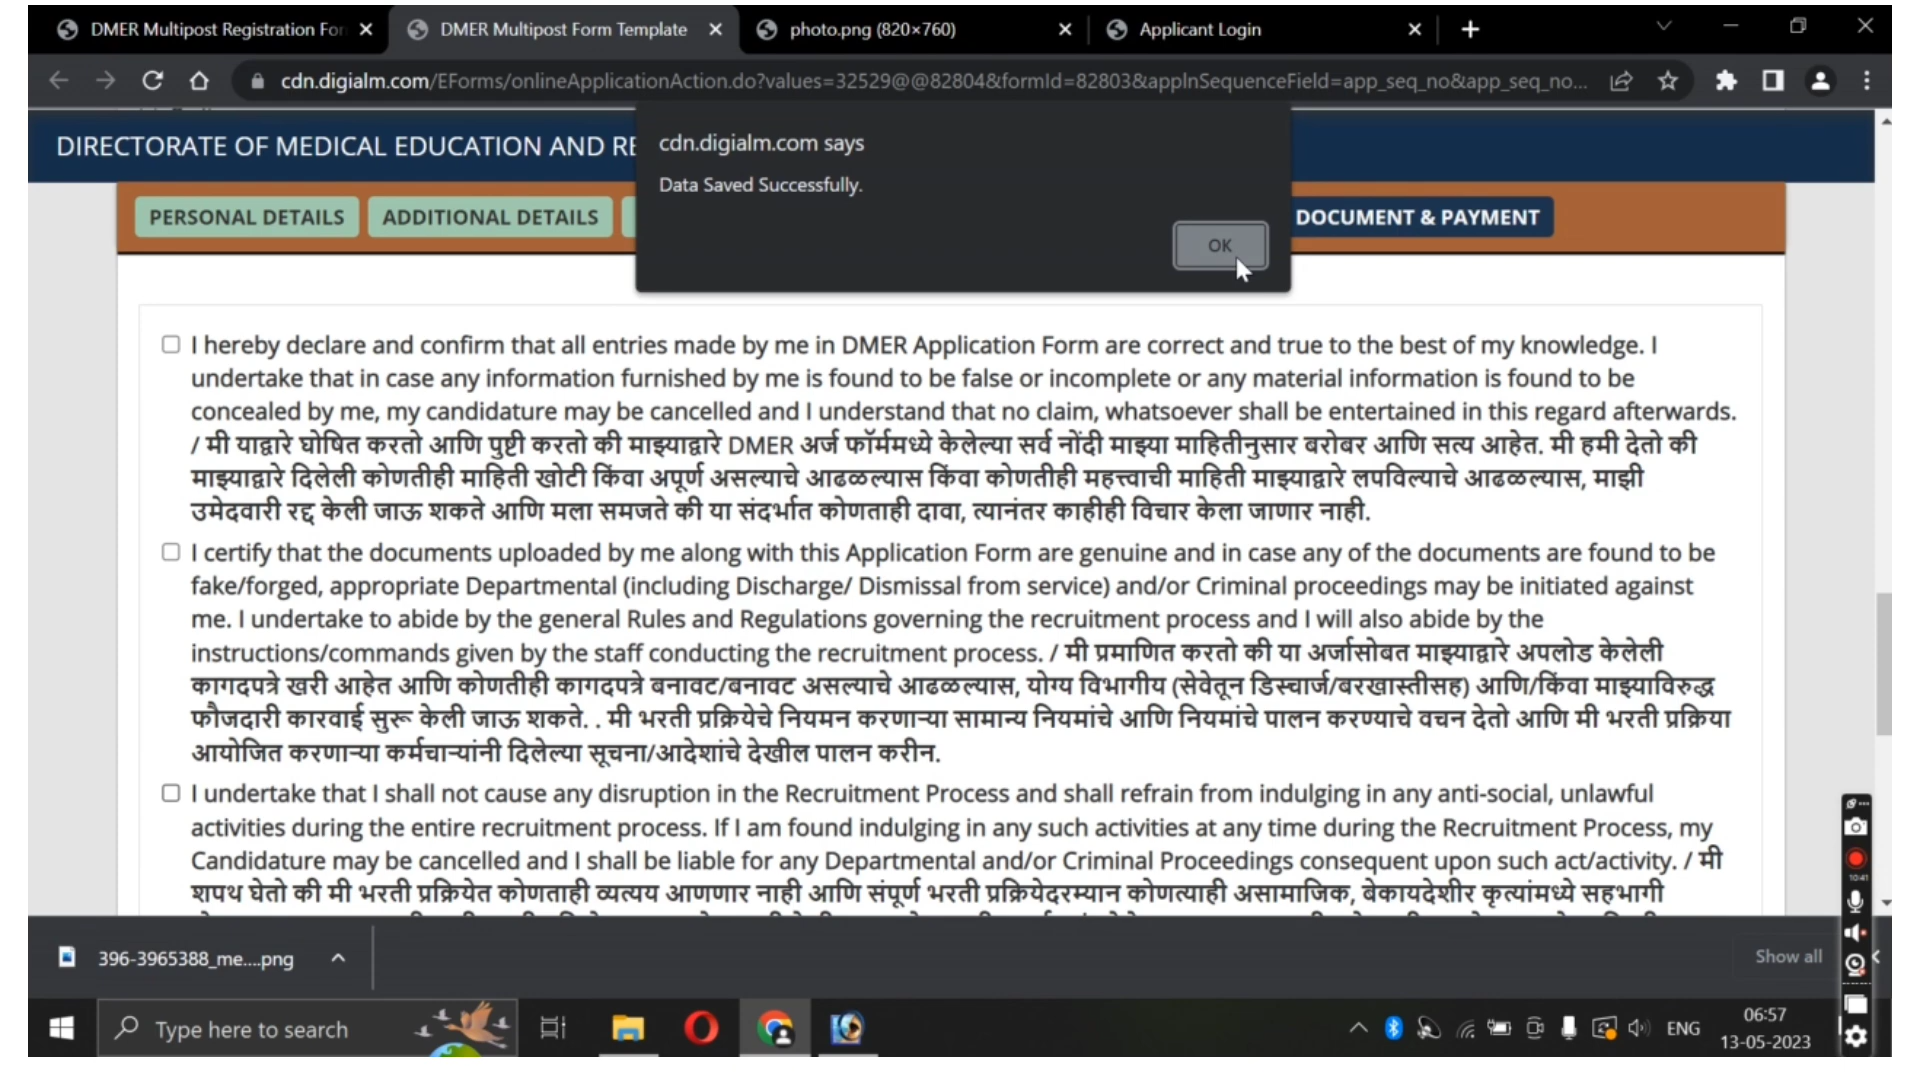 DMER Multipost Registration For
DMER Multipost Form Template
photo.png (820×760)
Applicant Login
cdn.digialm.com/EForms/onlineApplicationAction.do?values=32529@@82804&formId=82803&applnSequenceField=app_seq_no&app_seq_no...
DIRECTORATE OF MEDICAL EDUCATION AND RE
cdn.digialm.com says
Data Saved Successfully.
OK
PERSONAL DETAILS
ADDITIONAL DETAILS
DOCUMENT & PAYMENT
I hereby declare and confirm that all entries made by me in DMER Application Form are correct and true to the best of my knowledge. I
undertake that in case any information furnished by me is found to be false or incomplete or any material information is found to be
concealed by me, my candidature may be cancelled and I understand that no claim, whatsoever shall be entertained in this regard afterwards.
/ मी याद्वारे घोषित करतो आणि पुष्टी करतो की माझ्याद्वारे DMER अर्ज फॉर्ममध्ये केलेल्या सर्व नोंदी माझ्या माहितीनुसार बरोबर आणि सत्य आहेत. मी हमी देतो की
माझ्याद्वारे दिलेली कोणतीही माहिती खोटी किंवा अपूर्ण असल्याचे आढळल्यास किंवा कोणतीही महत्त्वाची माहिती माझ्याद्वारे लपविल्याचे आढळल्यास, माझी
उमेदवारी रद्द केली जाऊ शकते आणि मला समजते की या संदर्भात कोणताही दावा, त्यानंतर काहीही विचार केला जाणार नाही.
I certify that the documents uploaded by me along with this Application Form are genuine and in case any of the documents are found to be
fake/forged, appropriate Departmental (including Discharge/ Dismissal from service) and/or Criminal proceedings may be initiated against
me. I undertake to abide by the general Rules and Regulations governing the recruitment process and I will also abide by the
instructions/commands given by the staff conducting the recruitment process. / मी प्रमाणित करतो की या अर्जासोबत माझ्याद्वारे अपलोड केलेली
कागदपत्रे खरी आहेत आणि कोणतीही कागदपत्रे बनावट/बनावट असल्याचे आढळल्यास, योग्य विभागीय (सेवेतून डिस्चार्ज/बरखास्तीसह) आणि/किंवा माझ्याविरुद्ध
फौजदारी कारवाई सुरू केली जाऊ शकते. . मी भरती प्रक्रियेचे नियमन करणाऱ्या सामान्य नियमांचे आणि नियमांचे पालन करण्याचे वचन देतो आणि मी भरती प्रक्रिया
आयोजित करणाऱ्या कर्मचाऱ्यांनी दिलेल्या सूचना/आदेशांचे देखील पालन करीन.
I undertake that I shall not cause any disruption in the Recruitment Process and shall refrain from indulging in any anti-social, unlawful
activities during the entire recruitment process. If I am found indulging in any such activities at any time during the Recruitment Process, my
Candidature may be cancelled and I shall be liable for any Departmental and/or Criminal Proceedings consequent upon such act/activity. / मी
शपथ घेतो की मी भरती प्रक्रियेत कोणताही व्यत्यय आणणार नाही आणि संपूर्ण भरती प्रक्रियेदरम्यान कोणत्याही असामाजिक, बेकायदेशीर कृत्यांमध्ये सहभागी
10:41
396-3965388_me....png
Show all
Type here to search
ENG
06:57
13-05-2023